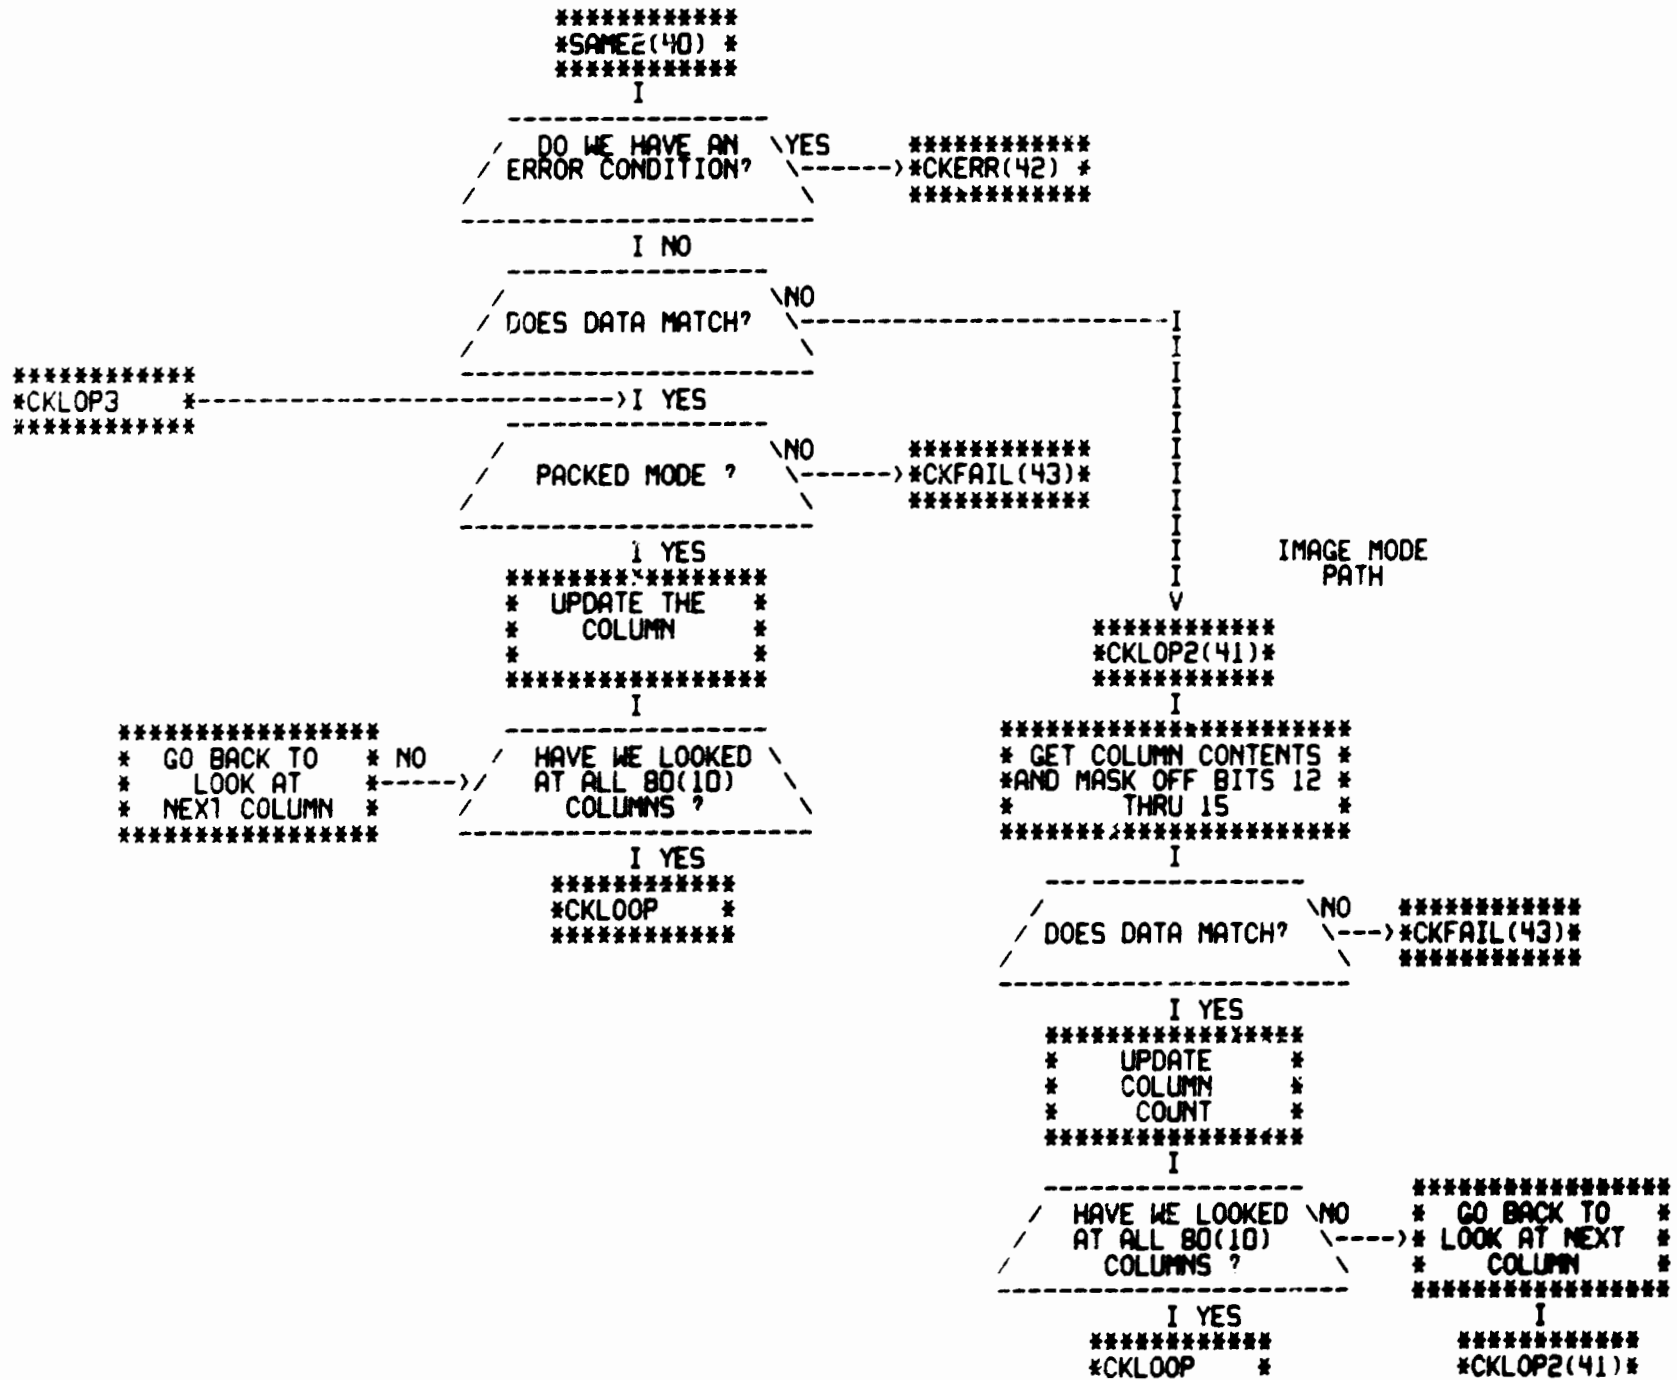 *SAME2(40) *
DO WE HAVE AN
ERROR CONDITION?
YES
*CKERR(42) *
NO
DOES DATA MATCH?
NO
*CKLOP3 *
YES
PACKED MODE ?
NO
*CKFAIL(43)*
YES
UPDATE THE
COLUMN
IMAGE MODE
PATH
*CKLOP2(41)*
GO BACK TO
LOOK AT
NEXT COLUMN
NO
HAVE WE LOOKED
AT ALL 80(10)
COLUMNS ?
YES
*CKLOOP *
GET COLUMN CONTENTS
AND MASK OFF BITS 12
THRU 15
DOES DATA MATCH?
NO
*CKFAIL(43)*
YES
UPDATE
COLUMN
COUNT
HAVE WE LOOKED
AT ALL 80(10)
COLUMNS ?
NO
GO BACK TO
LOOK AT NEXT
COLUMN
YES
*CKLOOP *
*CKLOP2(41)*